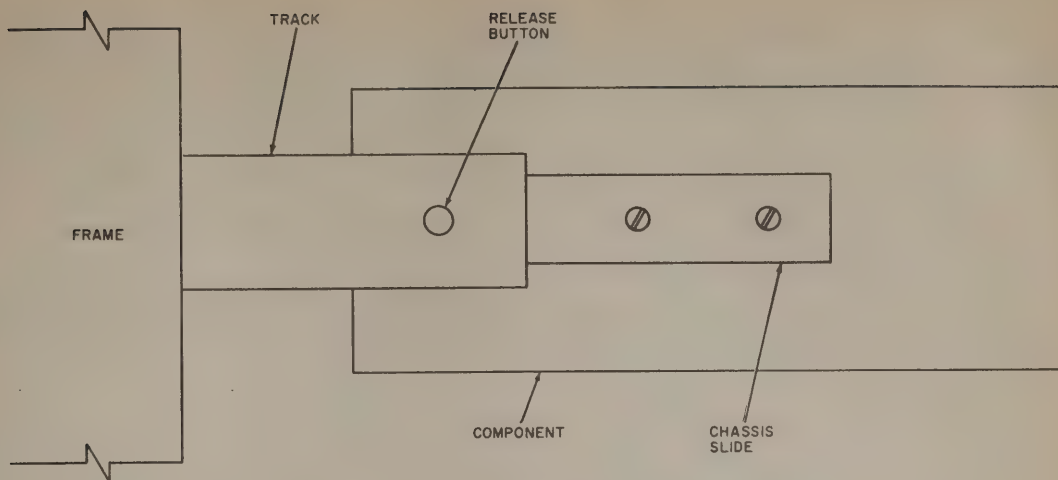 TRACK
RELEASE
BUTTON
FRAME
COMPONENT
CHASSIS
SLIDE